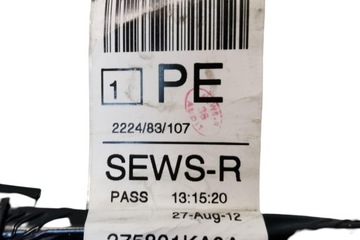 1 PE
2224/83/107
SEWS-R
PASS 13:15:20
27-Aug-12